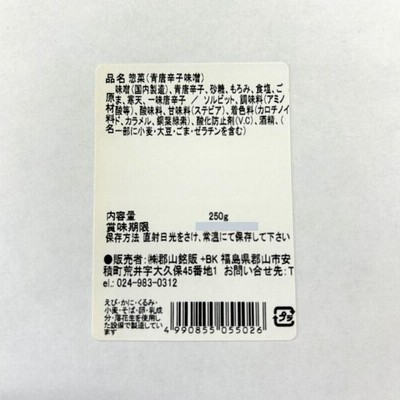 品名 惣菜(青唐辛子味噌)
原材料名
味噌(国内製造)、青唐辛子、砂糖、もろみ、食塩、ご
ま、寒天、一味唐辛子 / ソルビット、調味料(アミノ
酸等)、酸味料、甘味料(ステビア)、着色料(カロチノイ
ド、カラメル、銅葉緑素)、酸化防止剤(V.C)、酒精、(
一部に小麦・大豆・ごま・ゼラチンを含む)
内容量 250g
賞味期限
保存方法 直射日光をさけ、常温にて保存して下さい
●販売者:㈱郡山銘販 +BK 福島県郡山市安
積町荒井字大久保45番地1 お問い合せ先:T
el.: 024-983-0312
えび・かに・くるみ・
小麦・そば・卵・乳成
分・落花生を使用し
た設備で製造してい
ます
4990855055026
プラ